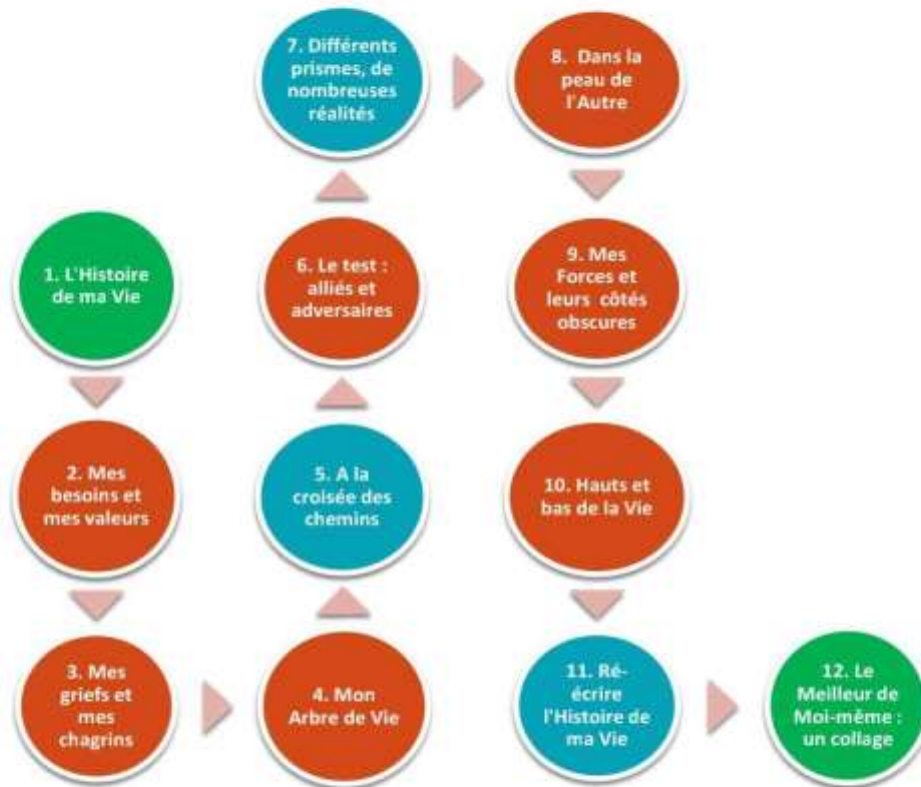 1. L'Histoire
de ma Vie
2. Mes
besoins et
mes valeurs
3. Mes
griefs et
mes
chagrins
4. Mon
Arbre de Vie
5. A la
croisée des
chemins
6. Le test :
alliés et
adversaires
7. Différents
prismes, de
nombreuses
réalités
8. Dans la
peau de
l'Autre
9. Mes
Forces et
leurs côtés
obscures
10. Hauts et
bas de la Vie
11. Ré-
écrire
l'Histoire de
ma Vie
12. Le
Meilleur de
Moi-même :
un collage